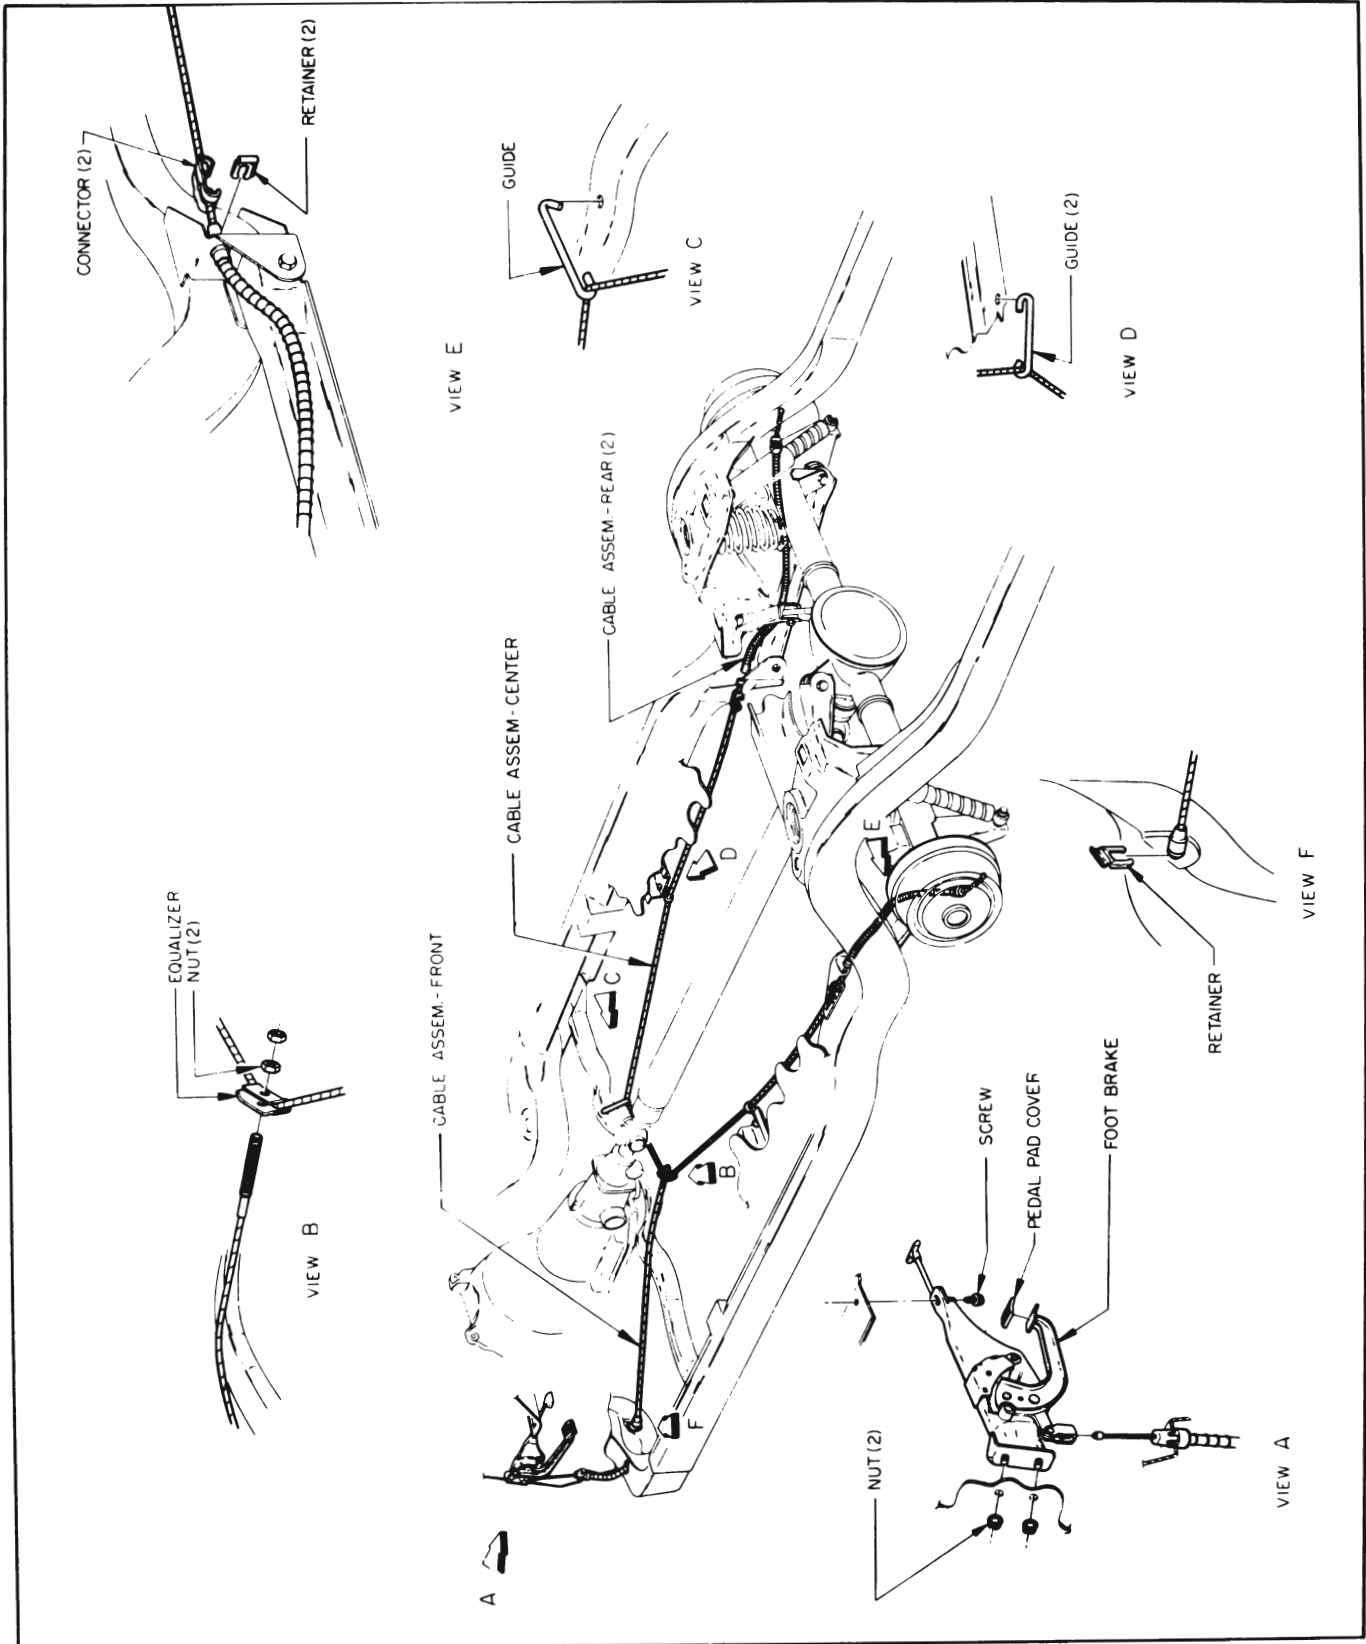 CONNECTOR (2)
RETAINER (2)
VIEW E
EQUALIZER
NUT (2)
VIEW B
GUIDE
VIEW C
CABLE ASSEM.-FRONT
CABLE ASSEM-CENTER
CABLE ASSEM.-REAR (2)
A
F
B
C
D
E
GUIDE (2)
VIEW D
NUT (2)
SCREW
PEDAL PAD COVER
FOOT BRAKE
VIEW A
RETAINER
VIEW F